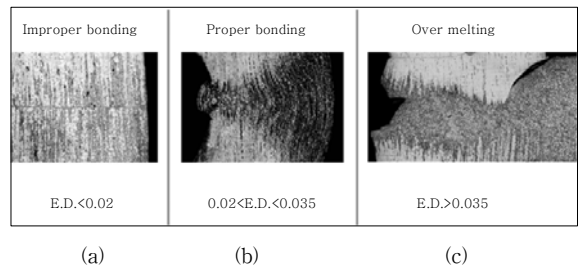 Improper bonding
Proper bonding
Over melting
E.D.<0.02
0.02<E.D.<0.035
E.D.>0.035
(a)
(b)
(c)